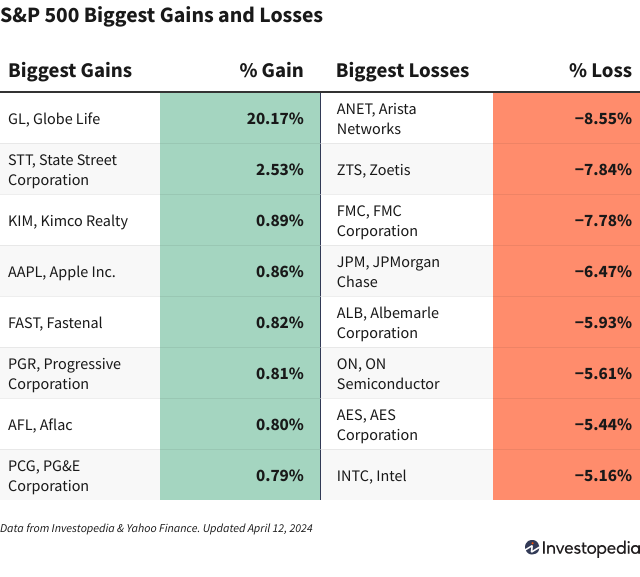 S&P 500 Biggest Gains and Losses
Biggest Gains % Gain Biggest Losses % Loss
GL, Globe Life 20.17% ANET, Arista
Networks −8.55%
STT, State Street
Corporation 2.53% ZTS, Zoetis −7.84%
KIM, Kimco Realty 0.89% FMC, FMC
Corporation −7.78%
AAPL, Apple Inc. 0.86% JPM, JPMorgan
Chase −6.47%
FAST, Fastenal 0.82% ALB, Albemarle
Corporation −5.93%
PGR, Progressive
Corporation 0.81% ON, ON
Semiconductor −5.61%
AFL, Aflac 0.80% AES, AES
Corporation −5.44%
PCG, PG&E
Corporation 0.79% INTC, Intel −5.16%
Data from Investopedia & Yahoo Finance. Updated April 12, 2024
Investopedia